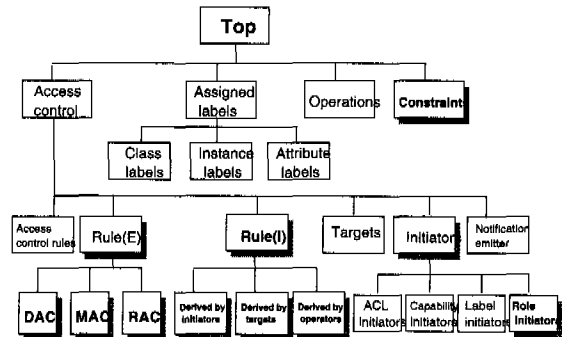 Top
Access
control
Assigned
labels
Operations
Constraints
Class
labels
Instance
labels
Attribute
labels
Access
control rules
Rule(E)
Rule(I)
Targets
Initiator
Notification
emitter
DAC
MAC
RAC
Derived by
initiators
Derived by
targets
Derived by
operators
ACL
Initiators
Capability
Initiators
Label
initiators
Role
Initiators